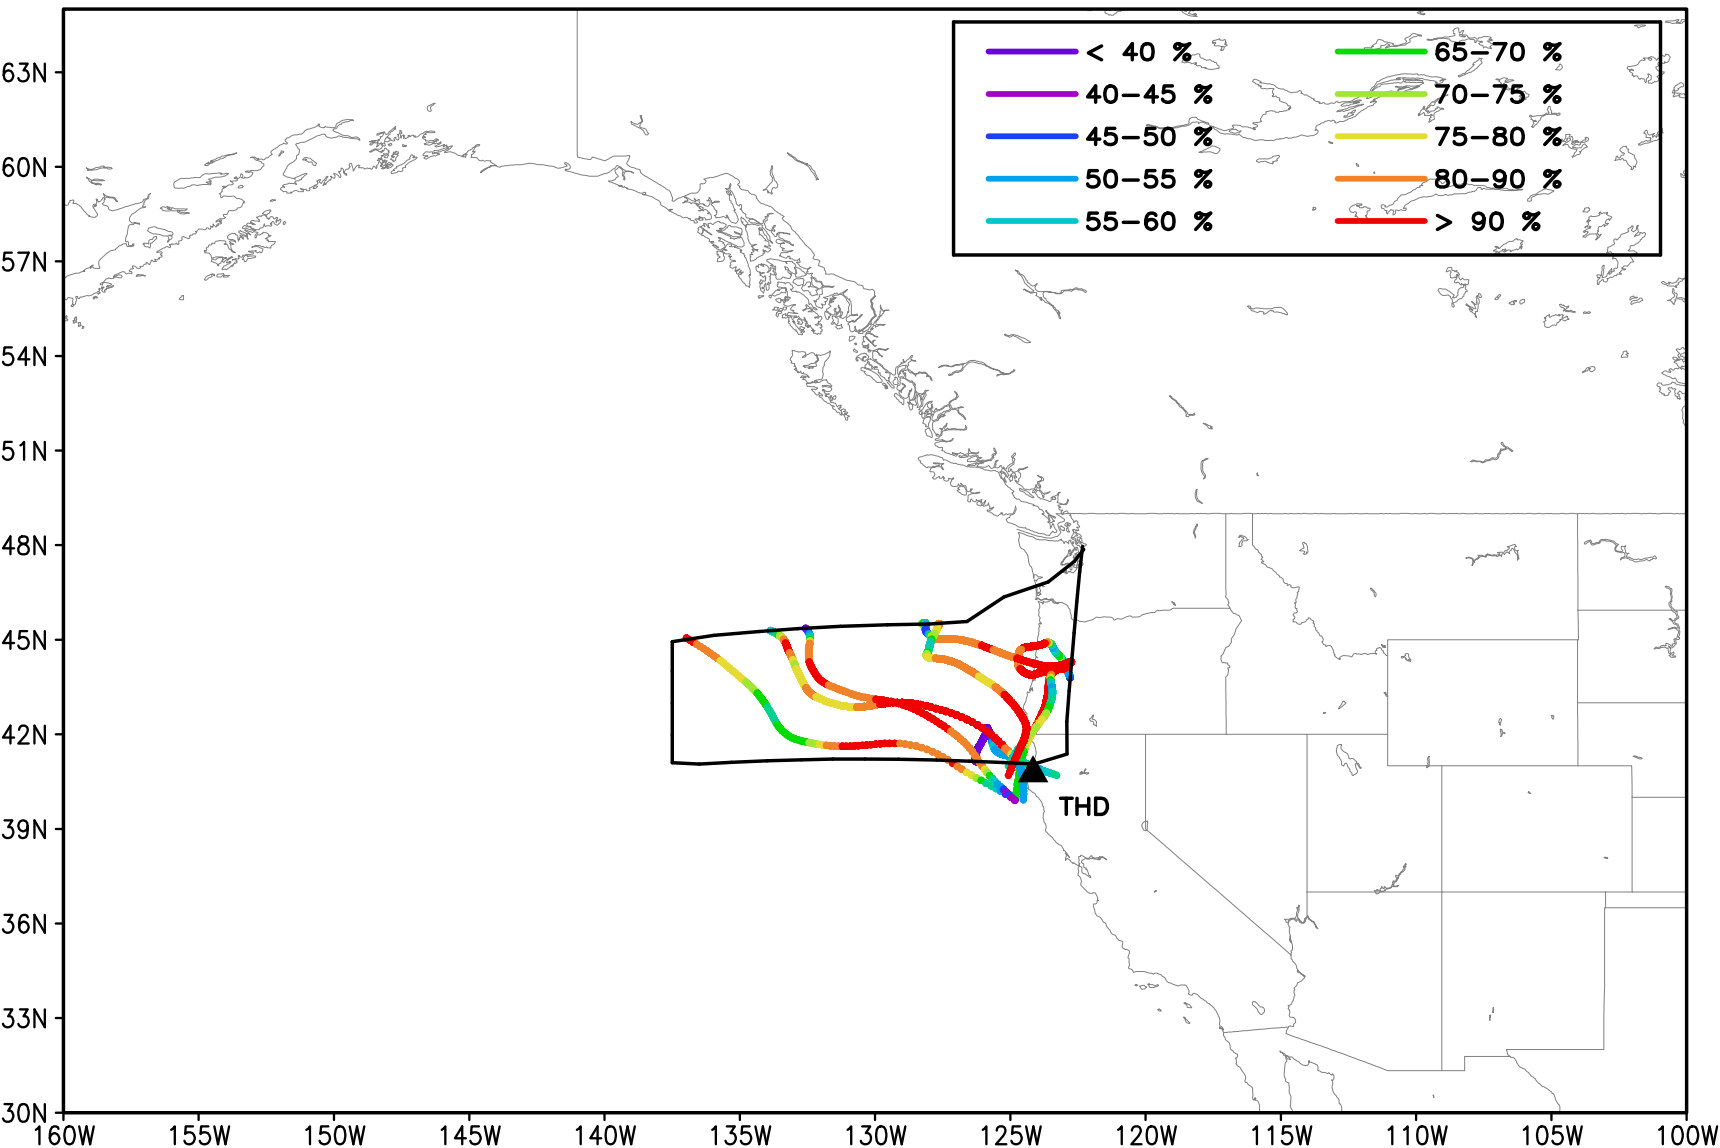 < 40 %
40-45 %
45-50 %
50-55 %
55-60 %
65-70 %
70-75 %
75-80 %
80-90 %
> 90 %
63N
60N
57N
54N
51N
48N
45N
42N
39N
36N
33N
30N
THD
160W 155W 150W 145W 140W 135W 130W 125W 120W 115W 110W 105W 100W